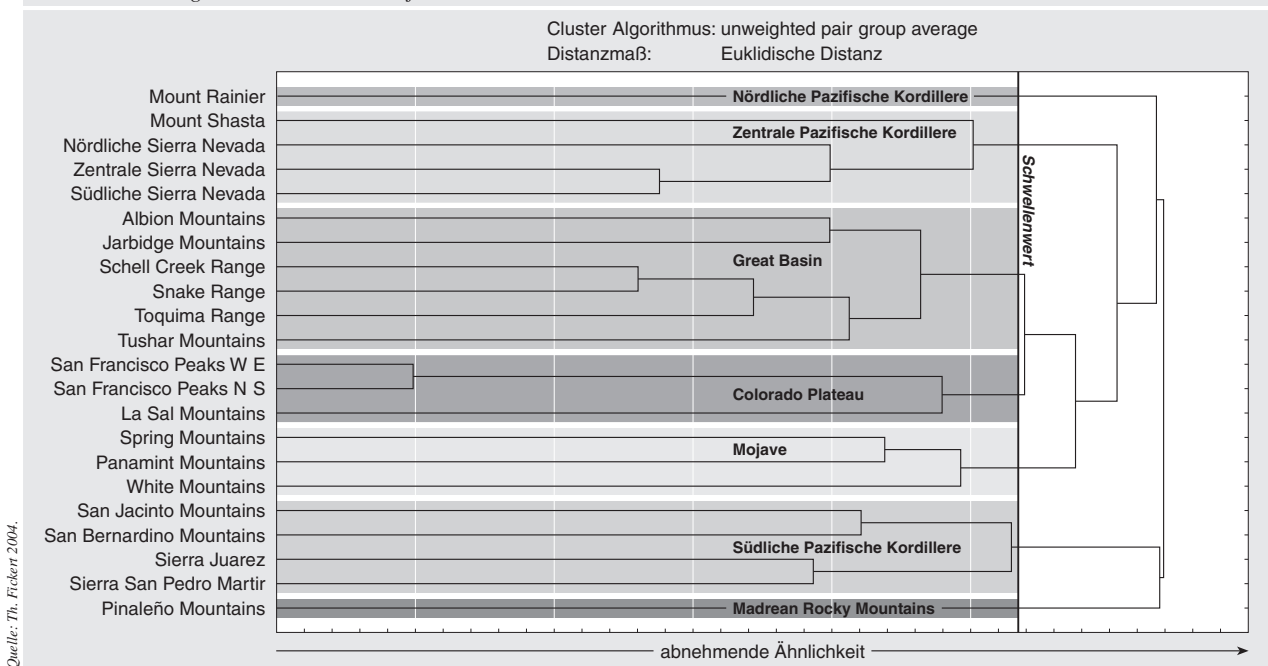 Cluster Algorithmus: unweighted pair group average
Distanzmaß: Euklidische Distanz
Mount Rainier
Nördliche Pazifische Kordillere
Mount Shasta
Zentrale Pazifische Kordillere
Nördliche Sierra Nevada
Zentrale Sierra Nevada
Südliche Sierra Nevada
Schwellenwert
Albion Mountains
Jarbidge Mountains
Great Basin
Schell Creek Range
Snake Range
Toquima Range
Tushar Mountains
San Francisco Peaks W E
San Francisco Peaks N S
Colorado Plateau
La Sal Mountains
Spring Mountains
Mojave
Panamint Mountains
White Mountains
San Jacinto Mountains
San Bernardino Mountains
Südliche Pazifische Kordillere
Sierra Juarez
Sierra San Pedro Martir
Pinaleño Mountains
Madrean Rocky Mountains
abnehmende Ähnlichkeit
Quelle: Th. Fickert 2004.